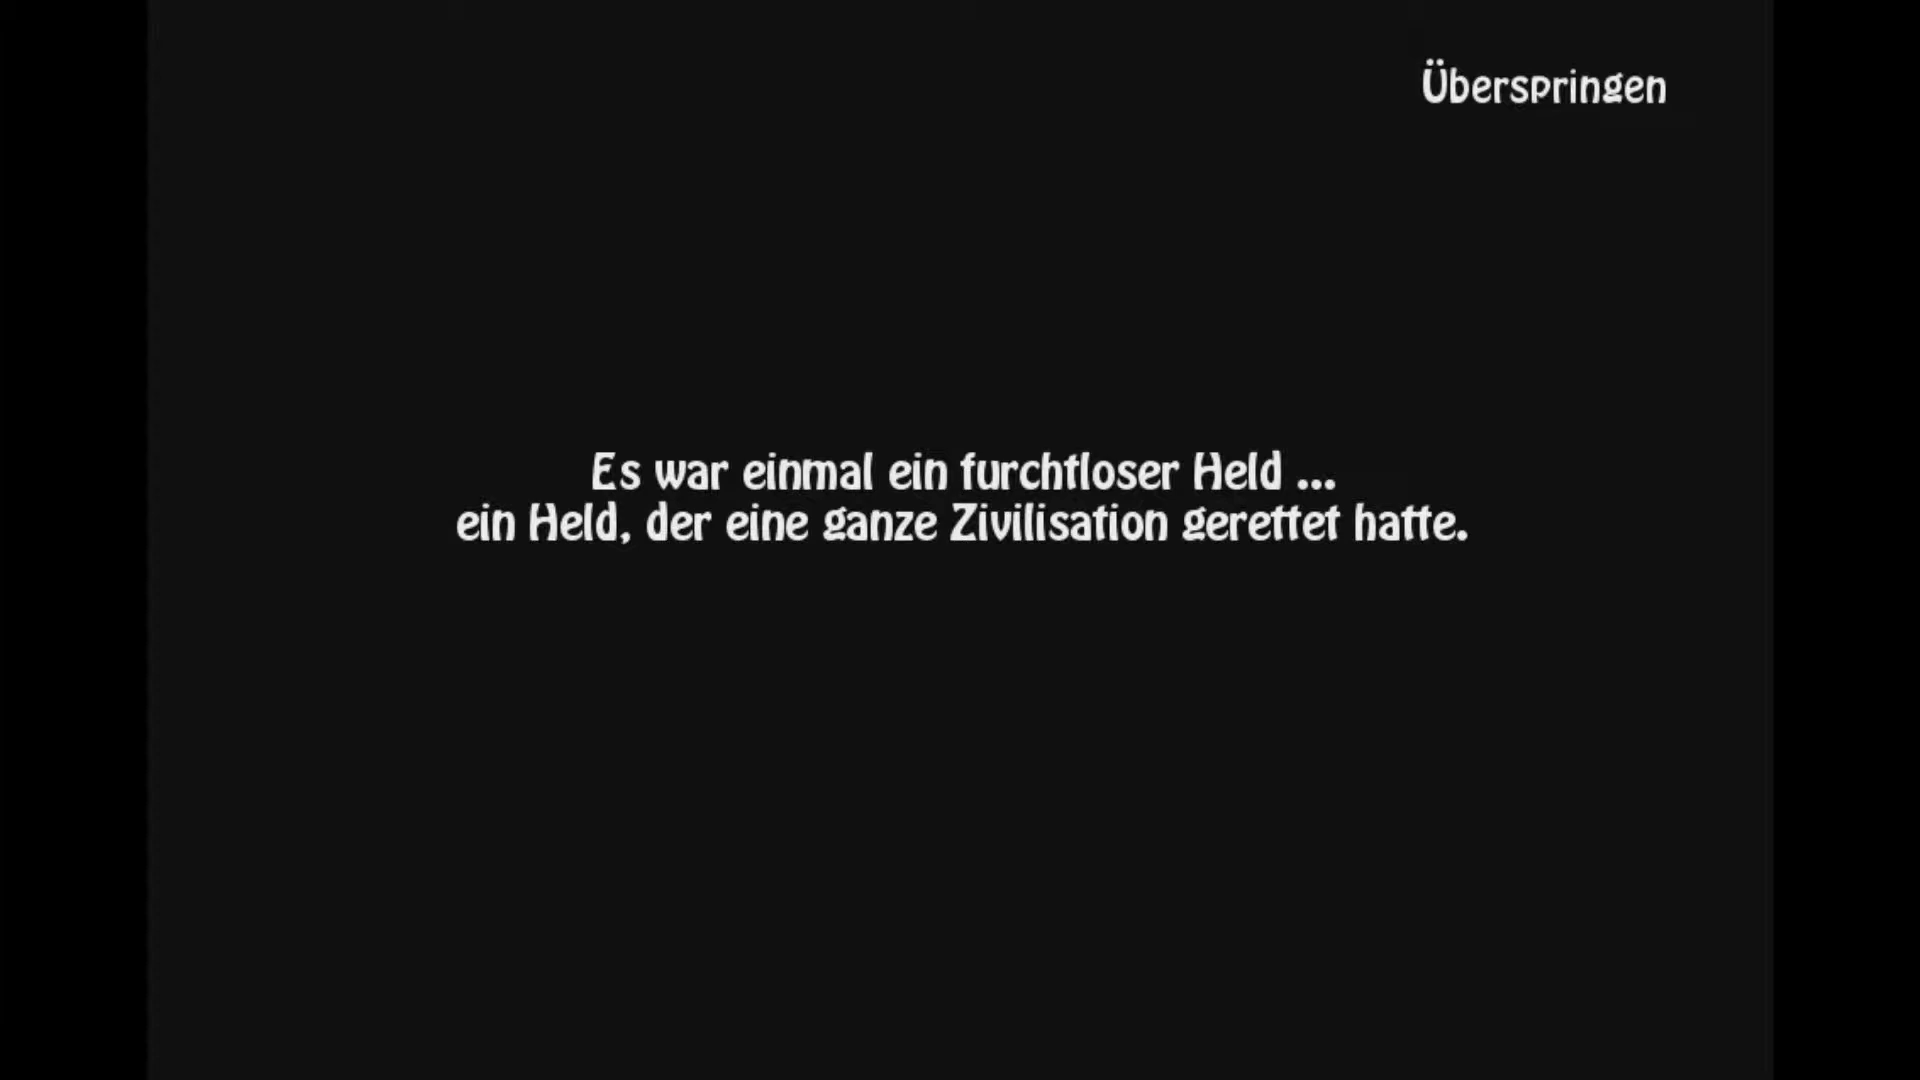 Überspringen
Es war einmal ein furchtloser Held ...
ein Held, der eine ganze Zivilisation gerettet hatte.